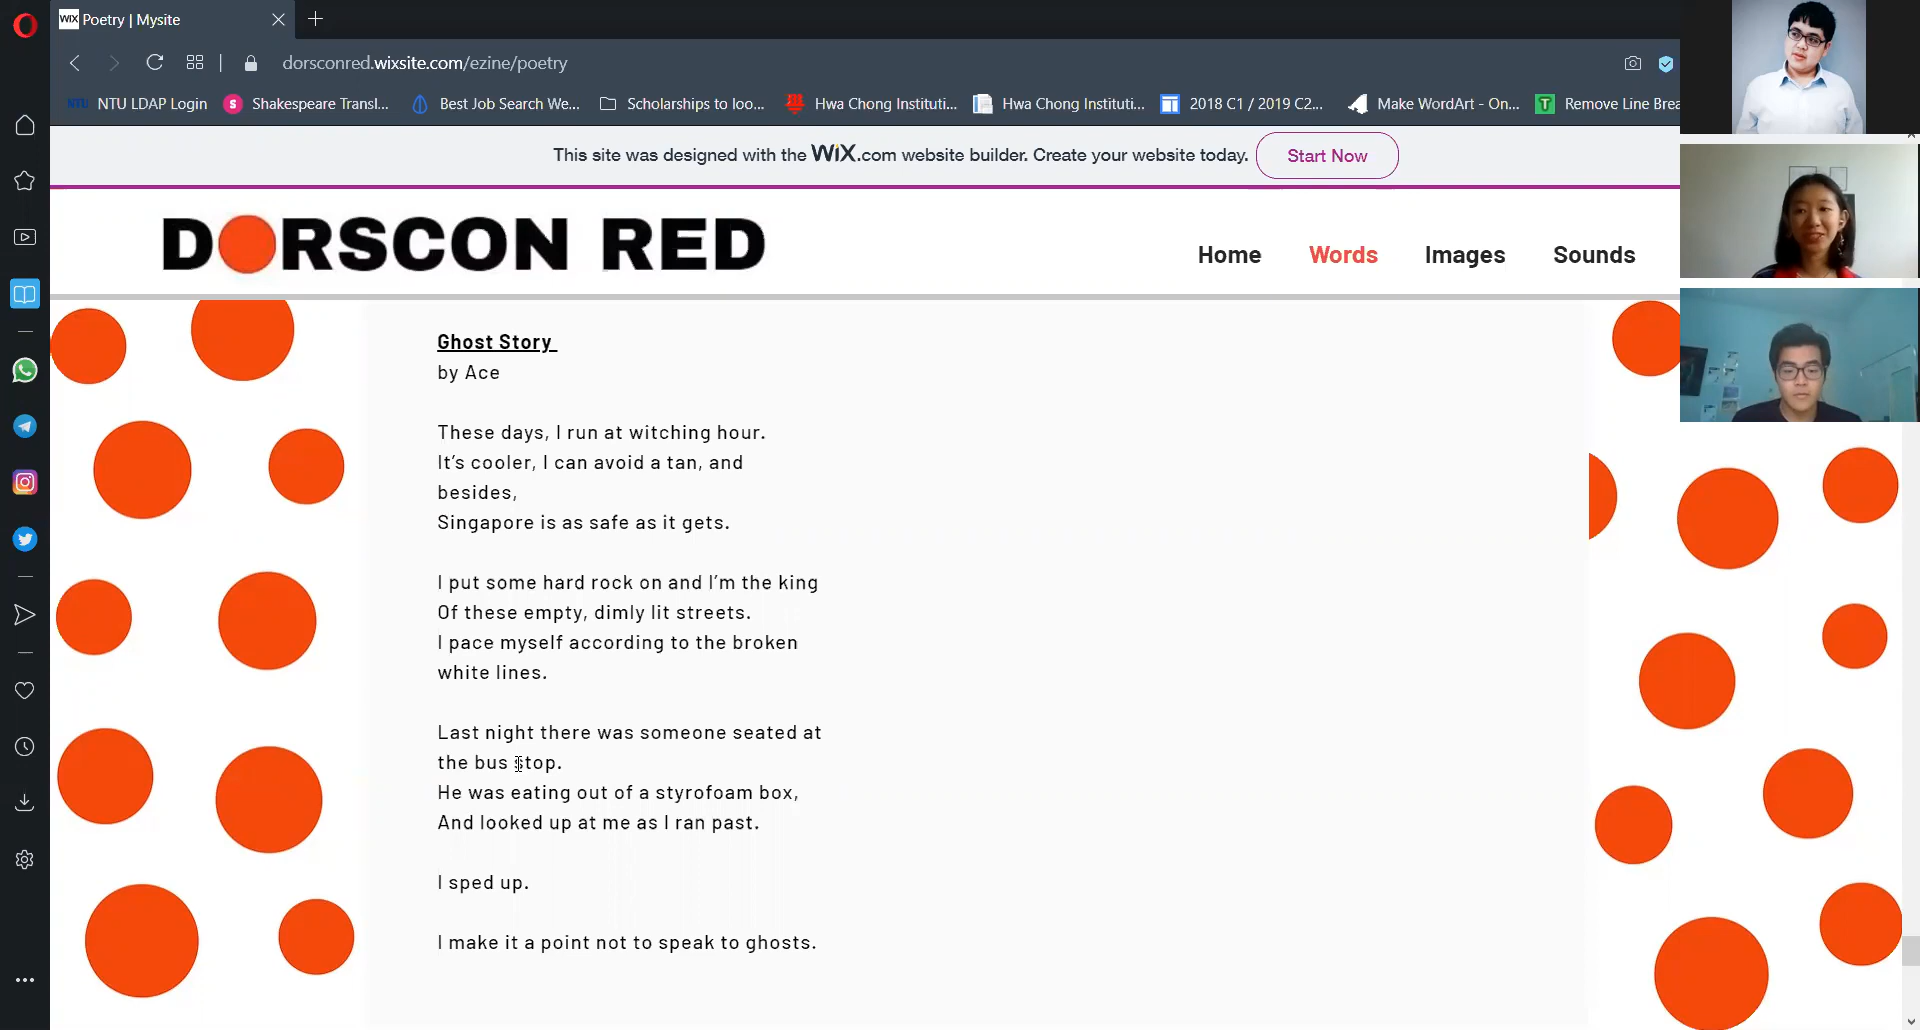 WIX Poetry | Mysite
dorsconred.wixsite.com/ezine/poetry
NTU NTU LDAP Login S Shakespeare Transl... Best Job Search We... Scholarships to loo... Hwa Chong Instituti... Hwa Chong Instituti... 2018 C1 / 2019 C2... Make WordArt - On... T Remove Line Brea
This site was designed with the WiX.com website builder. Create your website today. Start Now
DORSCON RED
Home Words Images Sounds
Ghost Story
by Ace
These days, I run at witching hour.
It's cooler, I can avoid a tan, and
besides,
Singapore is as safe as it gets.
I put some hard rock on and I'm the king
Of these empty, dimly lit streets.
I pace myself according to the broken
white lines.
Last night there was someone seated at
the bus stop.
He was eating out of a styrofoam box,
And looked up at me as I ran past.
I sped up.
I make it a point not to speak to ghosts.